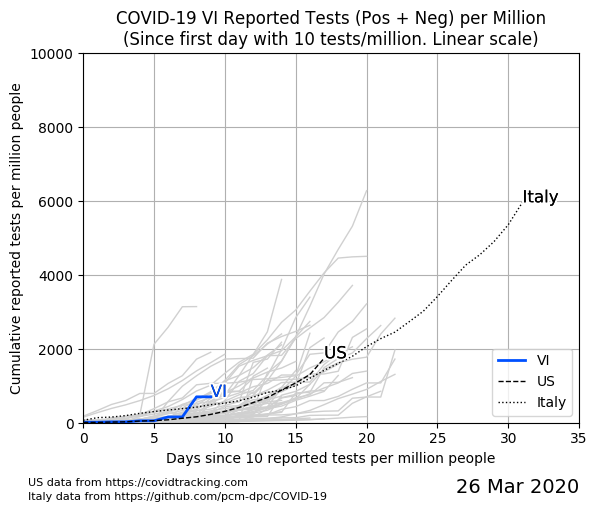 COVID-19 VI Reported Tests (Pos + Neg) per Million
(Since first day with 10 tests/million. Linear scale)
Cumulative reported tests per million people
10000
8000
6000
4000
2000
0
Italy
US
VI
VI
US
Italy
0 5 10 15 20 25 30 35
Days since 10 reported tests per million people
US data from https://covidtracking.com
Italy data from https://github.com/pcm-dpc/COVID-19
26 Mar 2020